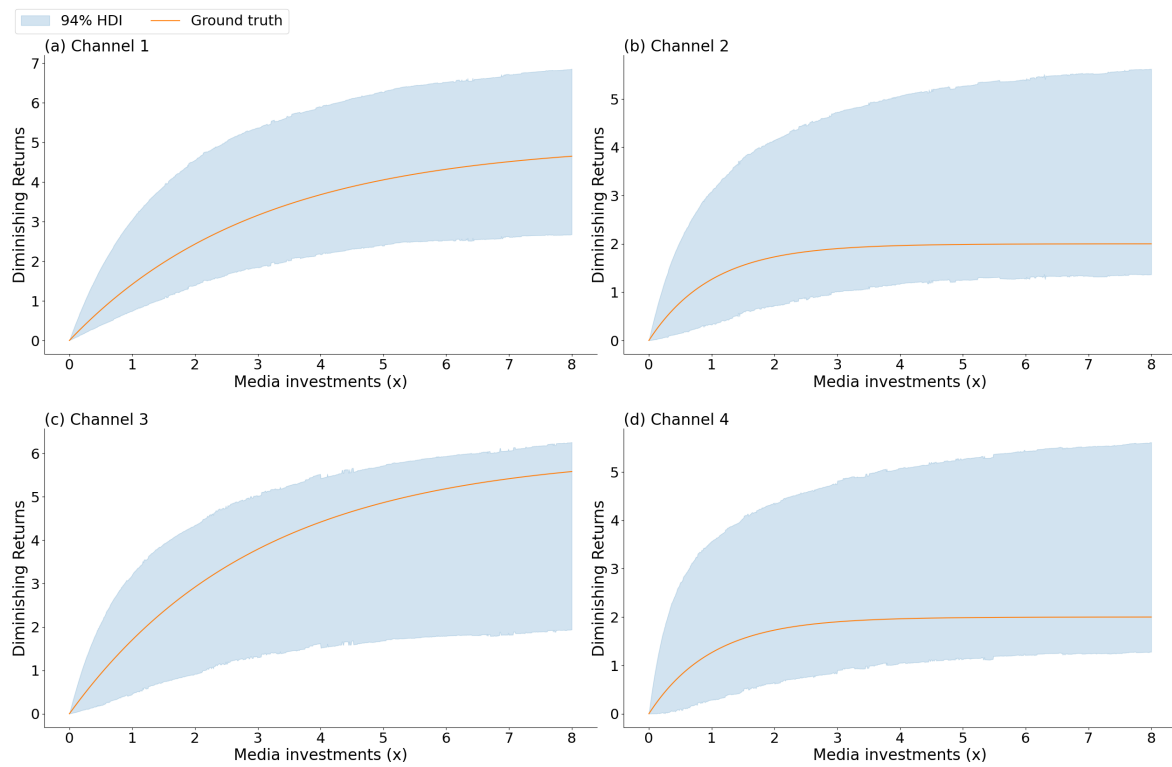 94% HDI Ground truth
(a) Channel 1
7
6
5
4
3
2
1
0
Diminishing Returns
0 1 2 3 4 5 6 7 8
Media investments (x)
(b) Channel 2
5
4
3
2
1
0
Diminishing Returns
0 1 2 3 4 5 6 7 8
Media investments (x)
(c) Channel 3
6
5
4
3
2
1
0
Diminishing Returns
0 1 2 3 4 5 6 7 8
Media investments (x)
(d) Channel 4
5
4
3
2
1
0
Diminishing Returns
0 1 2 3 4 5 6 7 8
Media investments (x)